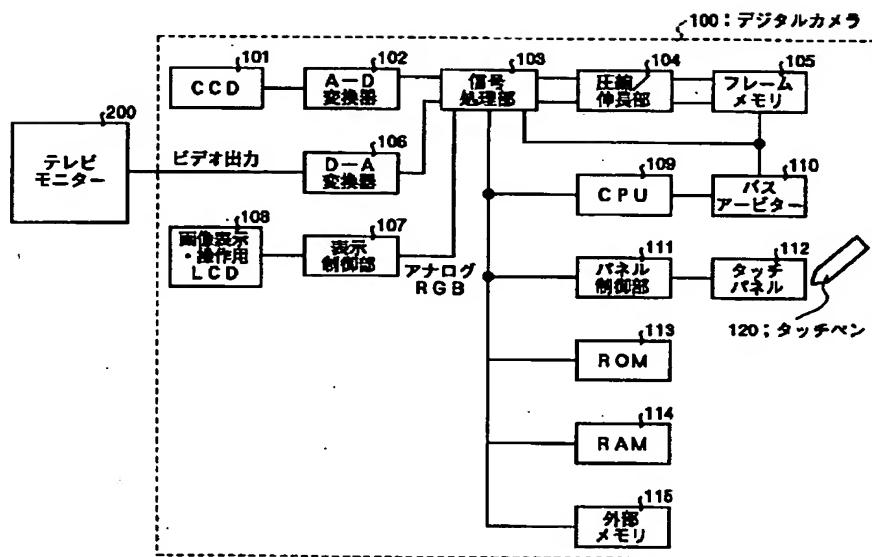 100；デジタルカメラ
101
CCD
102
A－D
変換器
103
信号
処理部
104
圧縮
伸長部
105
フレーム
メモリ
200
テレビ
モニター
ビデオ出力
106
D－A
変換器
109
CPU
110
バス
アービター
108
画像表示
・操作用
LCD
107
表示
制御部
アナログ
RGB
111
パネル
制御部
112
タッチ
パネル
120；タッチペン
113
ROM
114
RAM
115
外部
メモリ